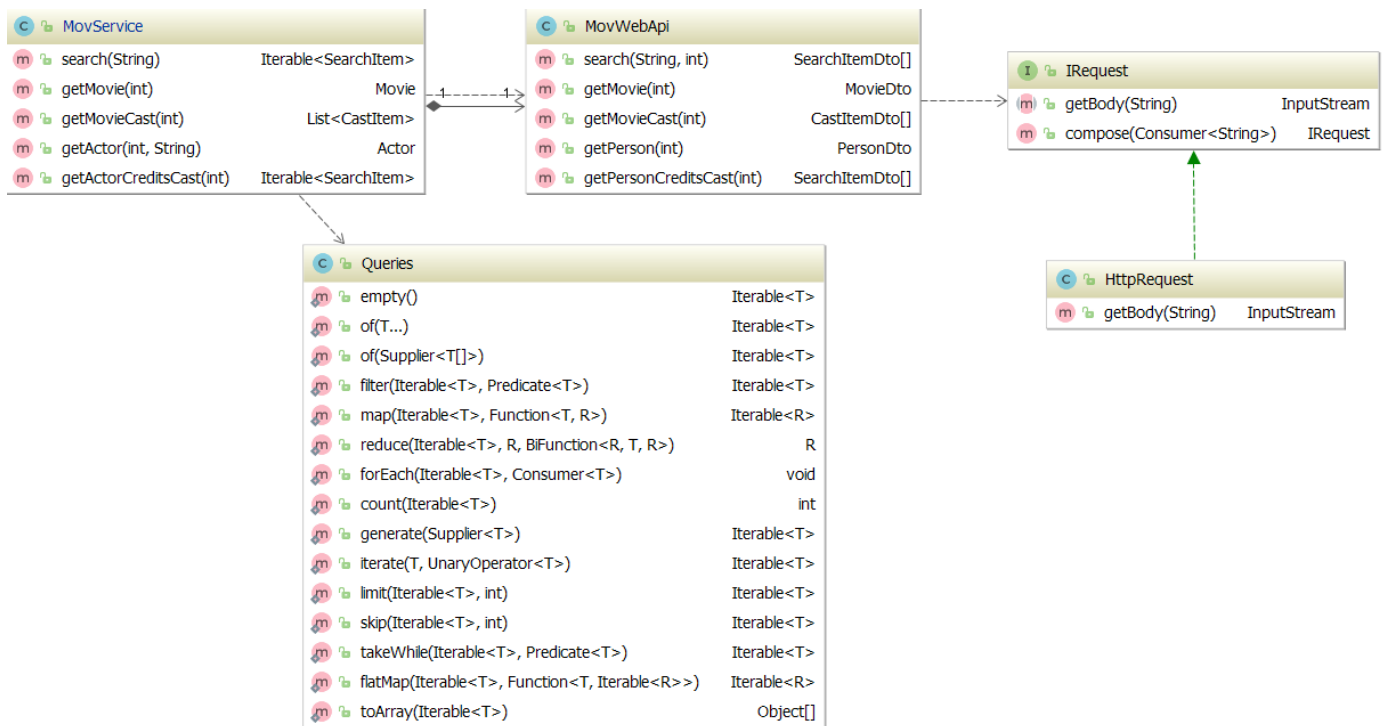 C MovService
m search(String) Iterable<SearchItem>
m getMovie(int) Movie
m getMovieCast(int) List<CastItem>
m getActor(int, String) Actor
m getActorCreditsCast(int) Iterable<SearchItem>
1 1
C MovWebApi
m search(String, int) SearchItemDto[]
m getMovie(int) MovieDto
m getMovieCast(int) CastItemDto[]
m getPerson(int) PersonDto
m getPersonCreditsCast(int) SearchItemDto[]
I IRequest
m getBody(String) InputStream
m compose(Consumer<String>) IRequest
C HttpRequest
m getBody(String) InputStream
C Queries
m empty() Iterable<T>
m of(T...) Iterable<T>
m of(Supplier<T[]>) Iterable<T>
m filter(Iterable<T>, Predicate<T>) Iterable<T>
m map(Iterable<T>, Function<T, R>) Iterable<R>
m reduce(Iterable<T>, R, BiFunction<R, T, R>) R
m forEach(Iterable<T>, Consumer<T>) void
m count(Iterable<T>) int
m generate(Supplier<T>) Iterable<T>
m iterate(T, UnaryOperator<T>) Iterable<T>
m limit(Iterable<T>, int) Iterable<T>
m skip(Iterable<T>, int) Iterable<T>
m takeWhile(Iterable<T>, Predicate<T>) Iterable<T>
m flatMap(Iterable<T>, Function<T, Iterable<R>>) Iterable<R>
m toArray(Iterable<T>) Object[]